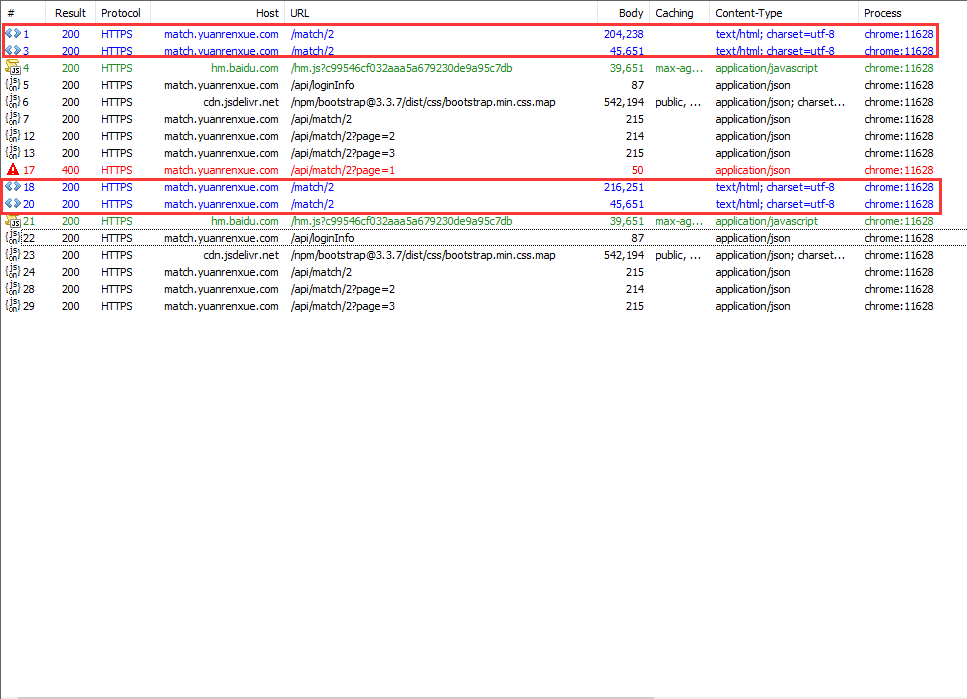 # Result Protocol Host URL Body Caching Content-Type Process
1 200 HTTPS match.yuanrenxue.com /match/2 204,238 text/html; charset=utf-8 chrome:11628
3 200 HTTPS match.yuanrenxue.com /match/2 45,651 text/html; charset=utf-8 chrome:11628
4 200 HTTPS hm.baidu.com /hm.js?c99546cf032aaa5a679230de9a95c7db 39,651 max-ag... application/javascript chrome:11628
5 200 HTTPS match.yuanrenxue.com /api/loginInfo 87 application/json chrome:11628
6 200 HTTPS cdn.jsdelivr.net /npm/bootstrap@3.3.7/dist/css/bootstrap.min.css.map 542,194 public, ... application/json; charset... chrome:11628
7 200 HTTPS match.yuanrenxue.com /api/match/2 215 application/json chrome:11628
12 200 HTTPS match.yuanrenxue.com /api/match/2?page=2 214 application/json chrome:11628
13 200 HTTPS match.yuanrenxue.com /api/match/2?page=3 215 application/json chrome:11628
17 400 HTTPS match.yuanrenxue.com /api/match/2?page=1 50 application/json chrome:11628
18 200 HTTPS match.yuanrenxue.com /match/2 216,251 text/html; charset=utf-8 chrome:11628
20 200 HTTPS match.yuanrenxue.com /match/2 45,651 text/html; charset=utf-8 chrome:11628
21 200 HTTPS hm.baidu.com /hm.js?c99546cf032aaa5a679230de9a95c7db 39,651 max-ag... application/javascript chrome:11628
22 200 HTTPS match.yuanrenxue.com /api/loginInfo 87 application/json chrome:11628
23 200 HTTPS cdn.jsdelivr.net /npm/bootstrap@3.3.7/dist/css/bootstrap.min.css.map 542,194 public, ... application/json; charset... chrome:11628
24 200 HTTPS match.yuanrenxue.com /api/match/2 215 application/json chrome:11628
28 200 HTTPS match.yuanrenxue.com /api/match/2?page=2 214 application/json chrome:11628
29 200 HTTPS match.yuanrenxue.com /api/match/2?page=3 215 application/json chrome:11628